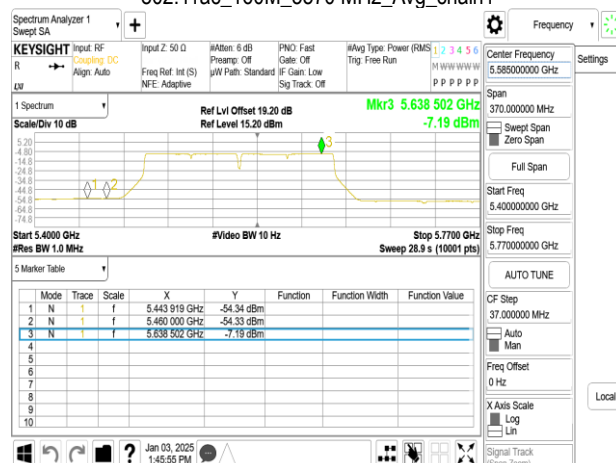 Spectrum Analyzer 1
Swept SA
Frequency
Settings
KEYSIGHT
R
Input: RF
Coupling: DC
Align: Auto
Input Z: 50 Ω
Freq Ref: Int (S)
NFE: Adaptive
#Atten: 6 dB
Preamp: Off
µW Path: Standard
PNO: Fast
Gate: Off
IF Gain: Low
Sig Track: Off
#Avg Type: Power (RMS
Trig: Free Run
1 2 3 4 5 6
M W W W W W
P P P P P P
1 Spectrum
Scale/Div 10 dB
Ref Lvl Offset 19.20 dB
Ref Level 15.20 dBm
Mkr3 5.638 502 GHz
-7.19 dBm
5.20
-4.80
-14.8
-24.8
-34.8
-44.8
-54.8
-64.8
-74.8
1
2
3
Start 5.4000 GHz
#Res BW 1.0 MHz
#Video BW 10 Hz
Stop 5.7700 GHz
Sweep 28.9 s (10001 pts)
5 Marker Table
Mode Trace Scale X Y Function Function Width Function Value
1 N 1 f 5.443 919 GHz -54.34 dBm
2 N 1 f 5.460 000 GHz -54.33 dBm
3 N 1 f 5.638 502 GHz -7.19 dBm
4
5
6
7
8
9
10
Jan 03, 2025
1:45:55 PM
Center Frequency
5.585000000 GHz
Span
370.000000 MHz
Swept Span
Zero Span
Full Span
Start Freq
5.400000000 GHz
Stop Freq
5.770000000 GHz
AUTO TUNE
CF Step
37.000000 MHz
Auto
Man
Freq Offset
0 Hz
X Axis Scale
Log
Lin
Signal Track
Local